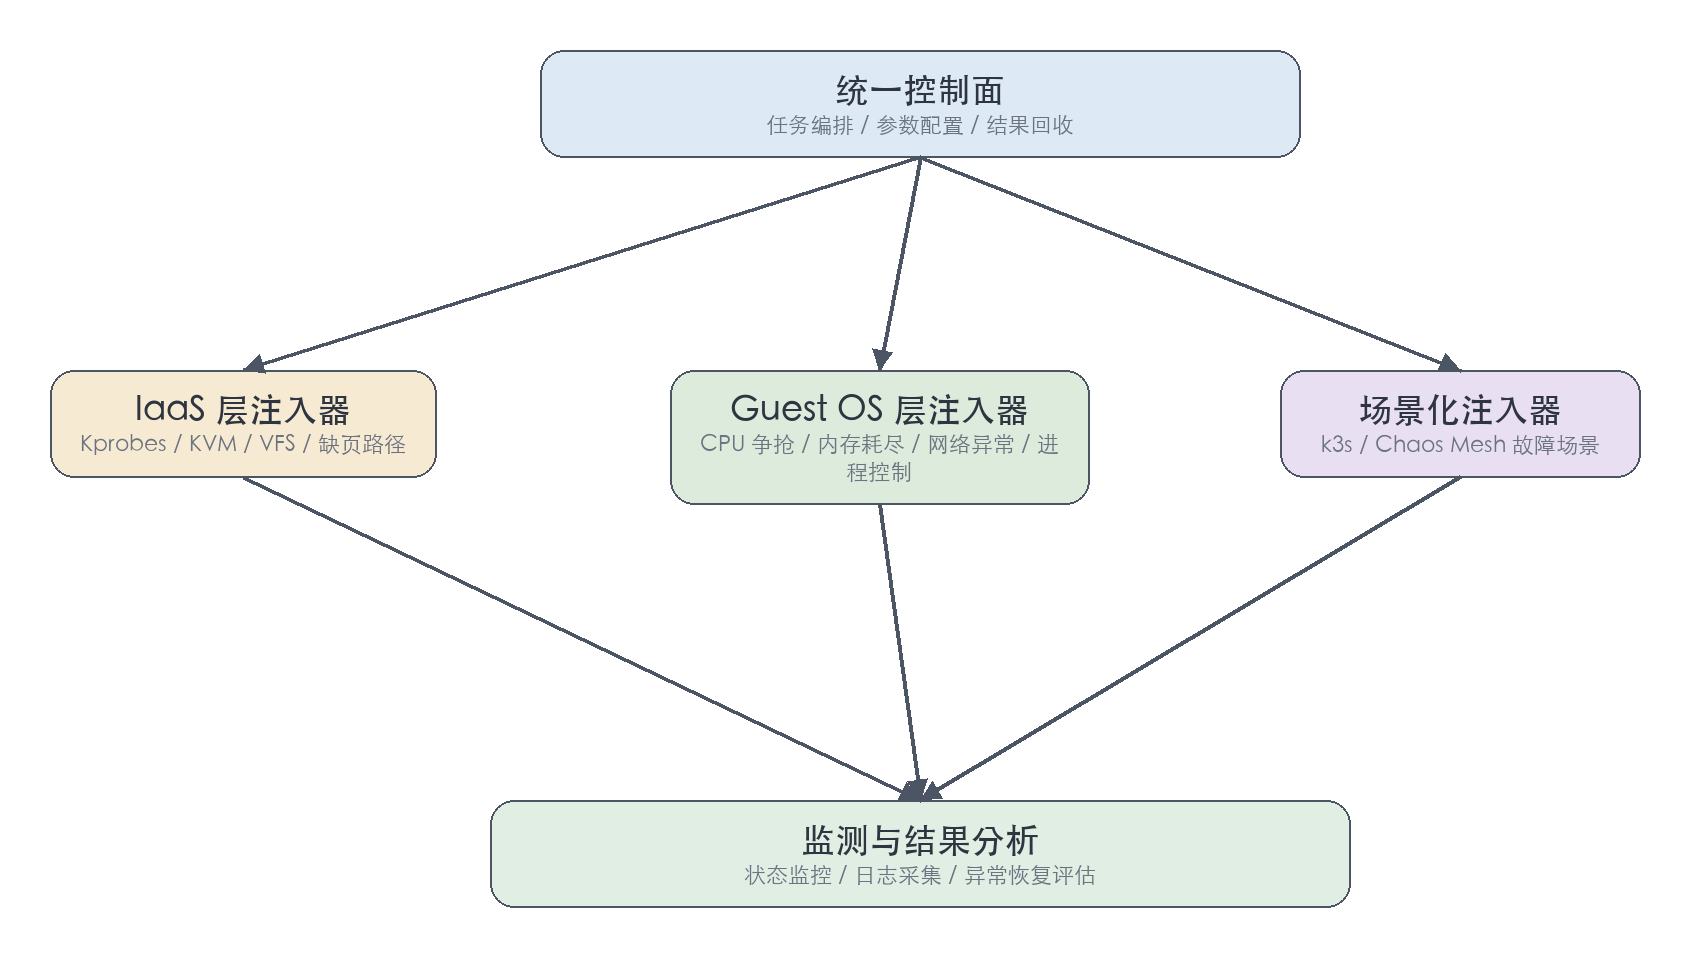 统一控制面
任务编排 / 参数配置 / 结果回收
IaaS 层注入器
Kprobes / KVM / VFS / 缺页路径
Guest OS 层注入器
CPU 争抢 / 内存耗尽 / 网络异常 / 进
程控制
场景化注入器
k3s / Chaos Mesh 故障场景
监测与结果分析
状态监控 / 日志采集 / 异常恢复评估